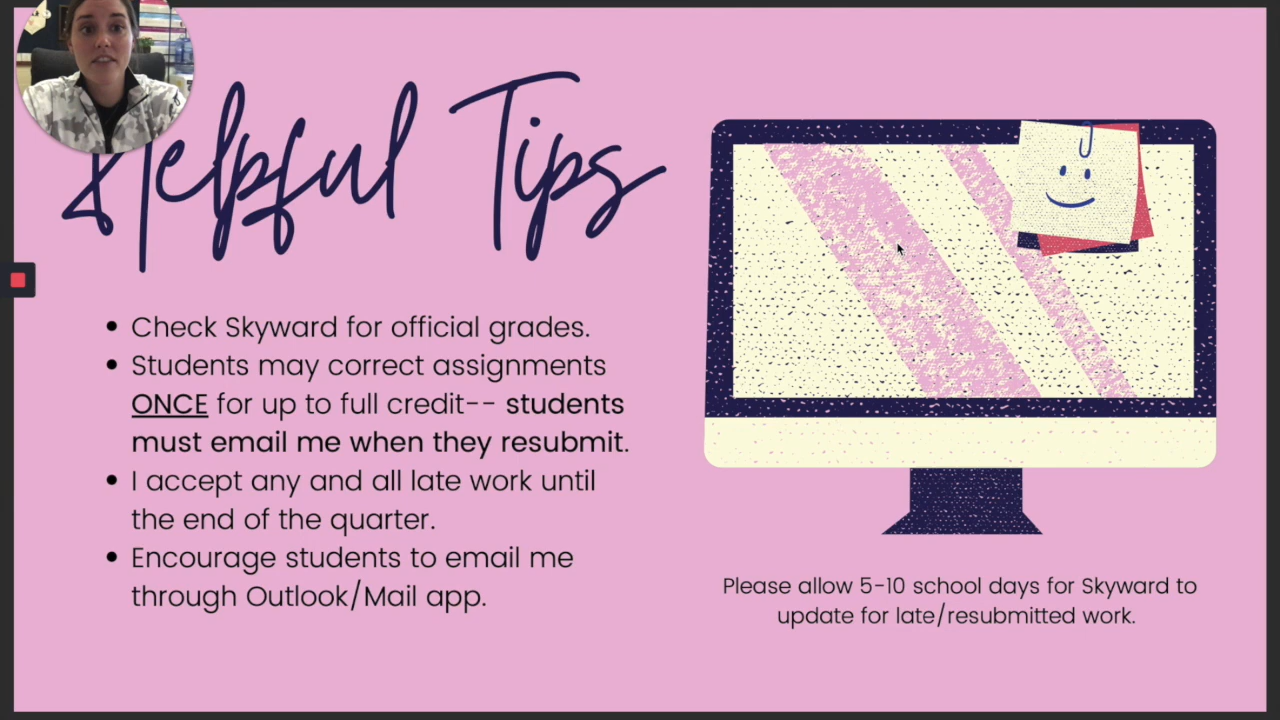 Helpful Tips
• Check Skyward for official grades.
• Students may correct assignments
ONCE for up to full credit-- students
must email me when they resubmit.
• I accept any and all late work until
the end of the quarter.
• Encourage students to email me
through Outlook/Mail app.
Please allow 5-10 school days for Skyward to
update for late/resubmitted work.